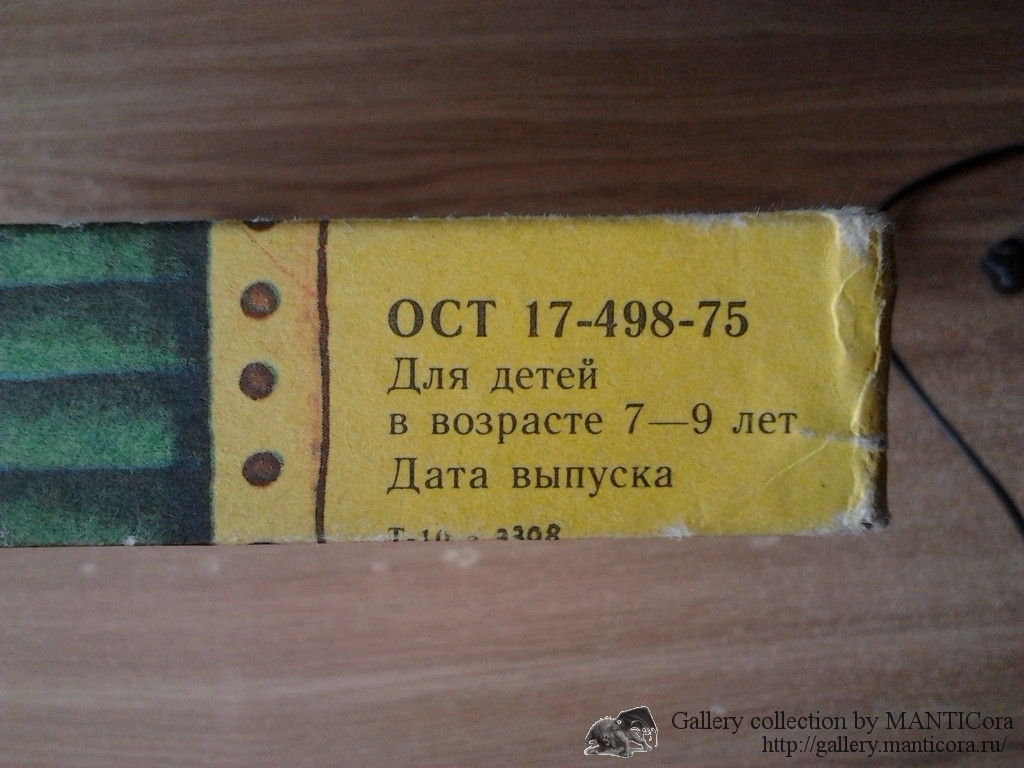 ОСТ 17-498-75
Для детей
в возрасте 7—9 лет
Дата выпуска
Gallery collection by MANTICora
http://gallery.manticora.ru/